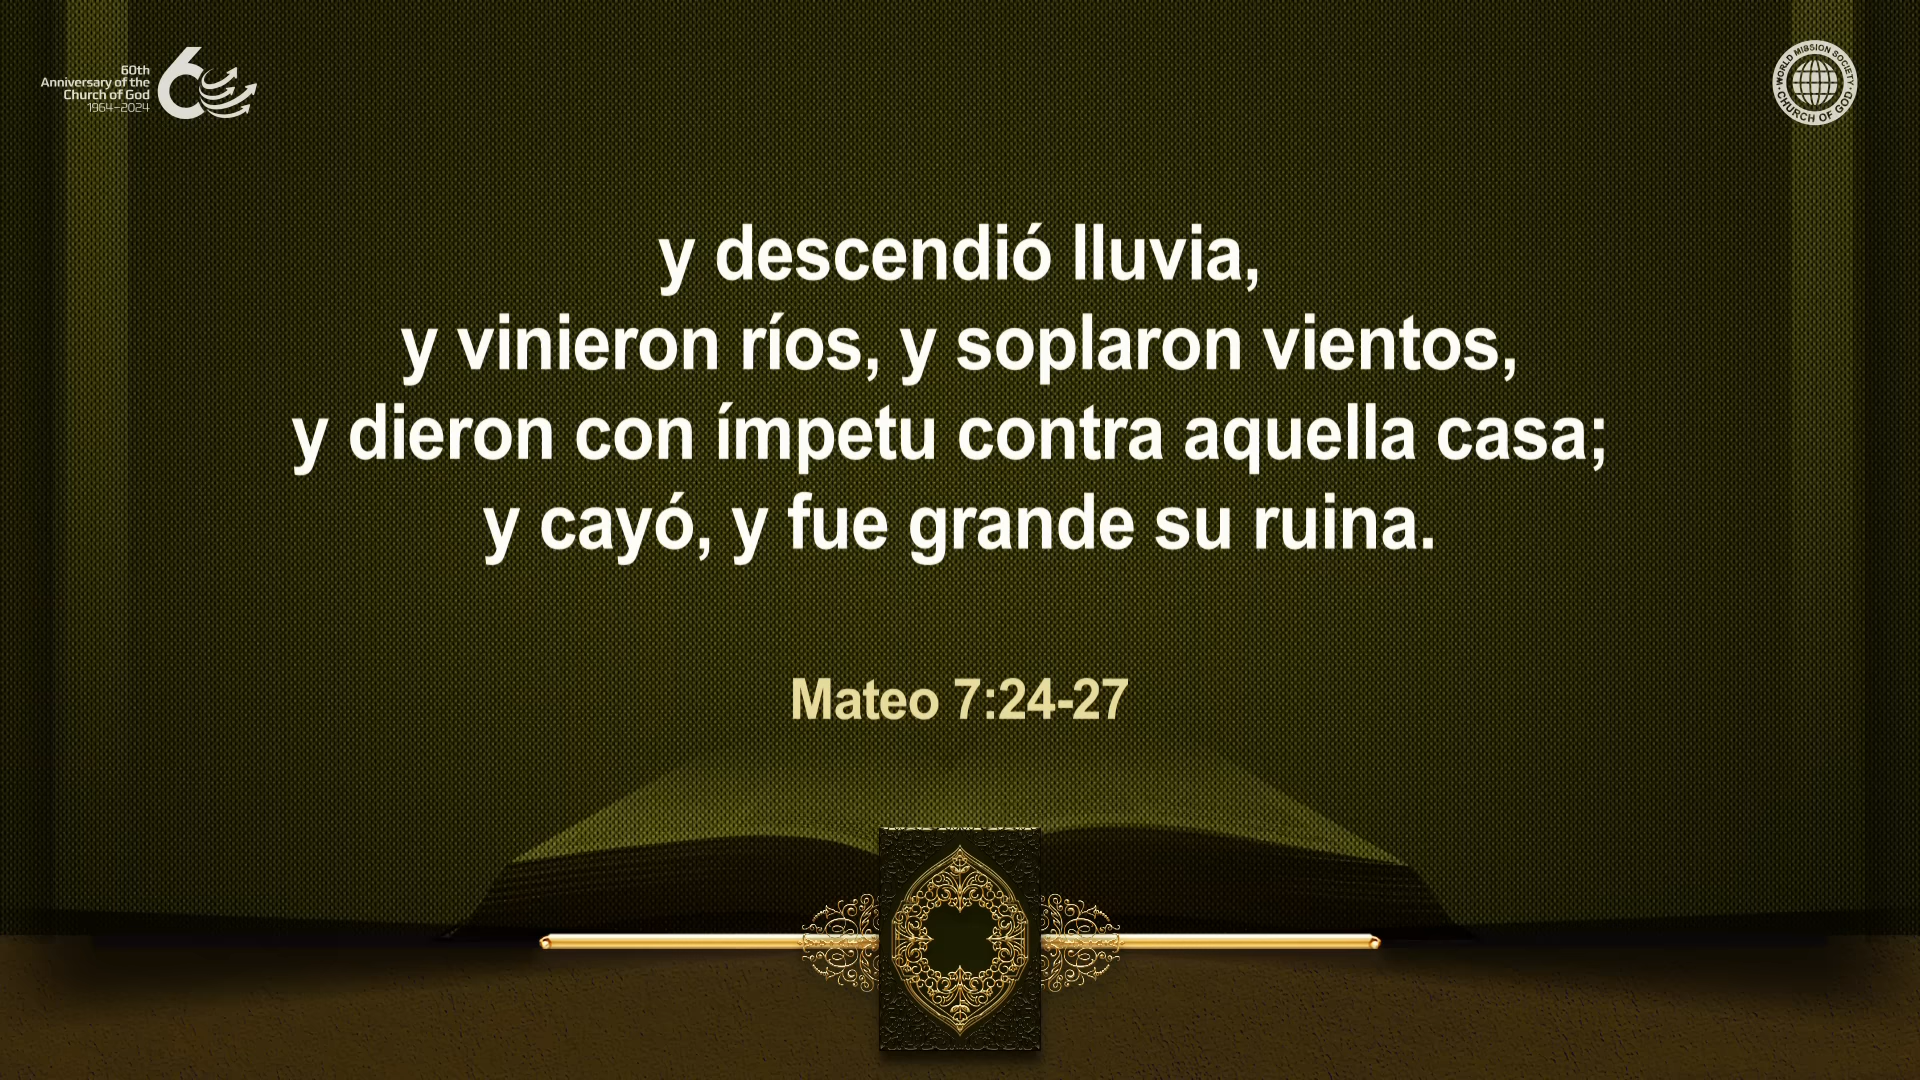 60th
Anniversary of the
Church of God
1964–2024
WORLD MISSION SOCIETY
CHURCH OF GOD
y descendió lluvia,
y vinieron ríos, y soplaron vientos,
y dieron con ímpetu contra aquella casa;
y cayó, y fue grande su ruina.
Mateo 7:24-27